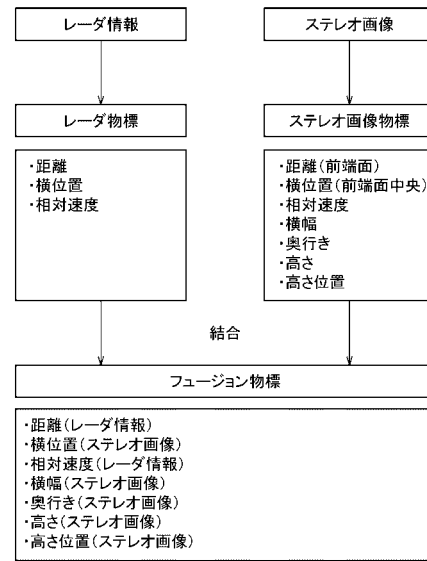 レーダ情報
ステレオ画像
レーダ物標
ステレオ画像物標
・距離
・横位置
・相対速度
・距離(前端面)
・横位置(前端面中央)
・相対速度
・横幅
・奥行き
・高さ
・高さ位置
結合
フュージョン物標
・距離(レーダ情報)
・横位置(ステレオ画像)
・相対速度(レーダ情報)
・横幅(ステレオ画像)
・奥行き(ステレオ画像)
・高さ(ステレオ画像)
・高さ位置(ステレオ画像)